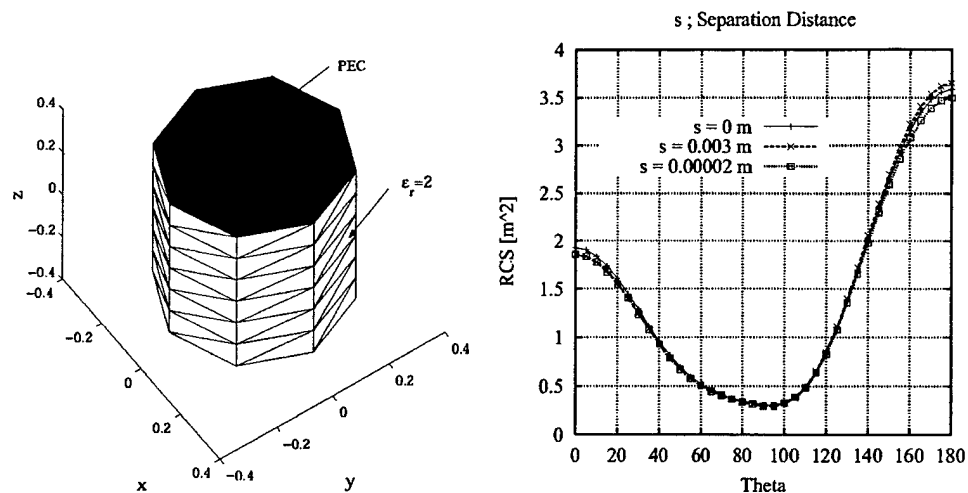 PEC
0.4
0.2
z
0
-0.2
-0.4
-0.4
-0.2
0
0.2
0.4
x
-0.4
-0.2
0
0.2
0.4
y
εr=2
s ; Separation Distance
4
3.5
3
2.5
2
1.5
1
0.5
0
RCS [m^2]
s = 0 m
s = 0.003 m
s = 0.00002 m
0 20 40 60 80 100 120 140 160 180
Theta